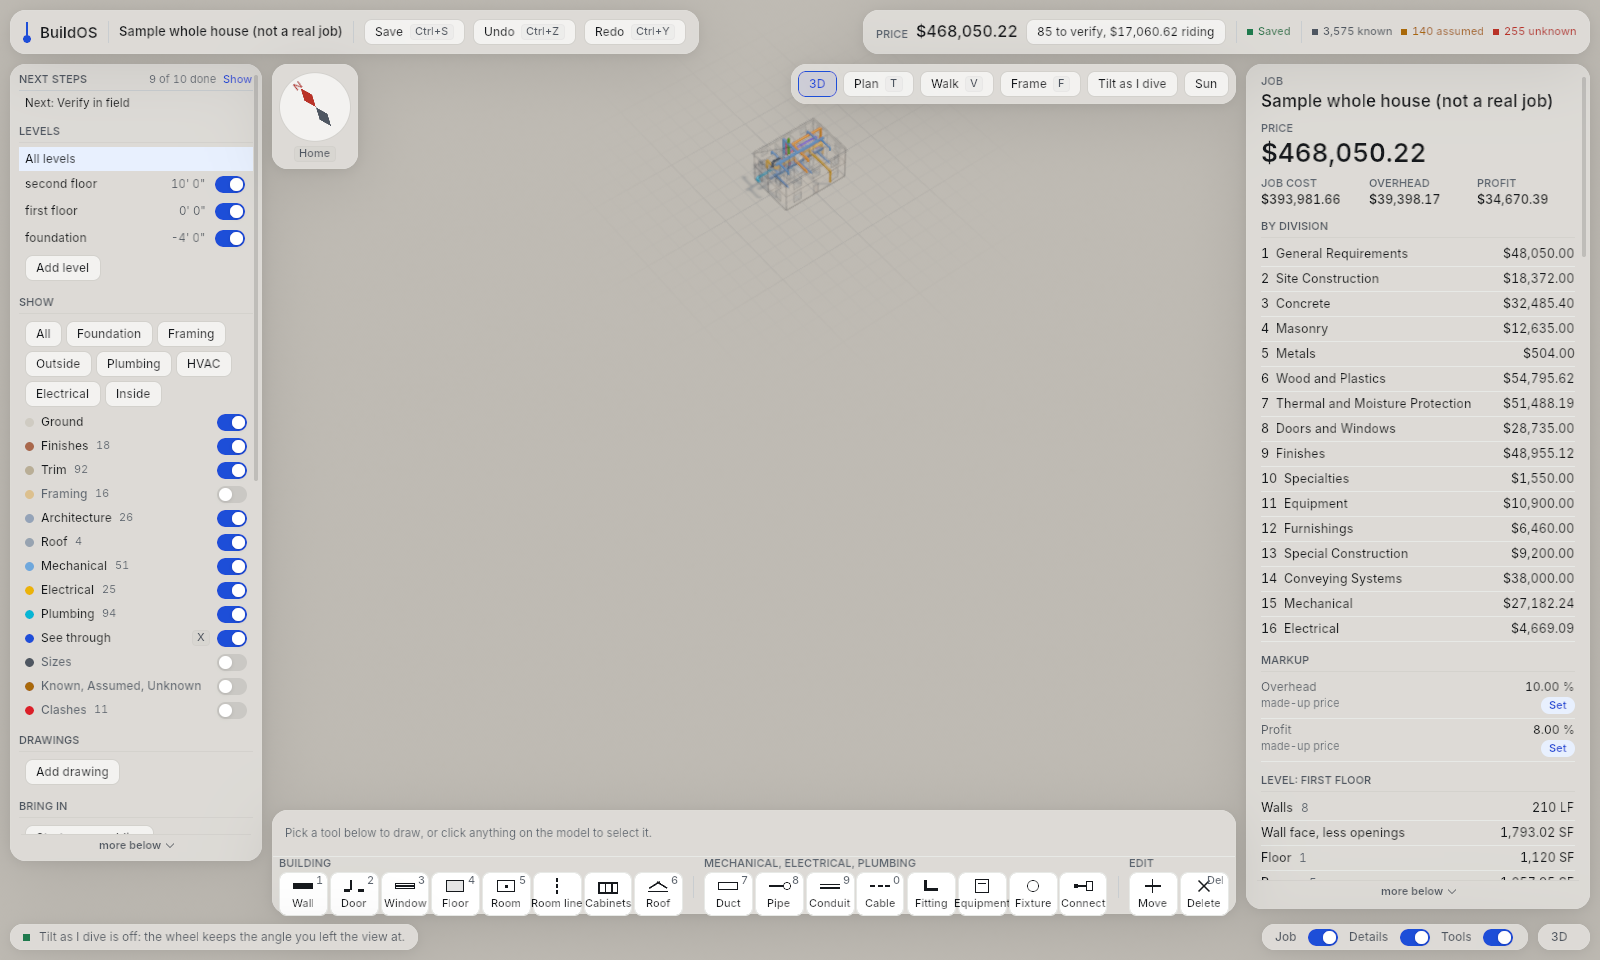 BuildOS
Sample whole house (not a real job)
Save Ctrl+S
Undo Ctrl+Z
Redo Ctrl+Y
PRICE $468,050.22
85 to verify, $17,060.62 riding
Saved
3,575 known
140 assumed
255 unknown
NEXT STEPS 9 of 10 done Show
Next: Verify in field
LEVELS
All levels
second floor 10' 0"
first floor 0' 0"
foundation -4' 0"
Add level
SHOW
All Foundation Framing
Outside Plumbing HVAC
Electrical Inside
Ground
Finishes 18
Trim 92
Framing 16
Architecture 26
Roof 4
Mechanical 51
Electrical 25
Plumbing 94
See through X
Sizes
Known, Assumed, Unknown
Clashes 11
DRAWINGS
Add drawing
BRING IN
more below
N
Home
3D
Plan T
Walk V
Frame F
Tilt as I dive
Sun
Pick a tool below to draw, or click anything on the model to select it.
BUILDING
Wall 1
Door 2
Window 3
Floor 4
Room 5
Room line
Cabinets
Roof 6
MECHANICAL, ELECTRICAL, PLUMBING
Duct 7
Pipe 8
Conduit 9
Cable 0
Fitting
Equipment
Fixture
Connect
EDIT
Move
Delete Del
JOB
Sample whole house (not a real job)
PRICE
$468,050.22
JOB COST OVERHEAD PROFIT
$393,981.66 $39,398.17 $34,670.39
BY DIVISION
1 General Requirements $48,050.00
2 Site Construction $18,372.00
3 Concrete $32,485.40
4 Masonry $12,635.00
5 Metals $504.00
6 Wood and Plastics $54,795.62
7 Thermal and Moisture Protection $51,488.19
8 Doors and Windows $28,735.00
9 Finishes $48,955.12
10 Specialties $1,550.00
11 Equipment $10,900.00
12 Furnishings $6,460.00
13 Special Construction $9,200.00
14 Conveying Systems $38,000.00
15 Mechanical $27,182.24
16 Electrical $4,669.09
MARKUP
Overhead 10.00 %
made-up price Set
Profit 8.00 %
made-up price Set
LEVEL: FIRST FLOOR
Walls 8 210 LF
Wall face, less openings 1,793.02 SF
Floor 1 1,120 SF
more below
Tilt as I dive is off: the wheel keeps the angle you left the view at.
Job Details Tools 3D